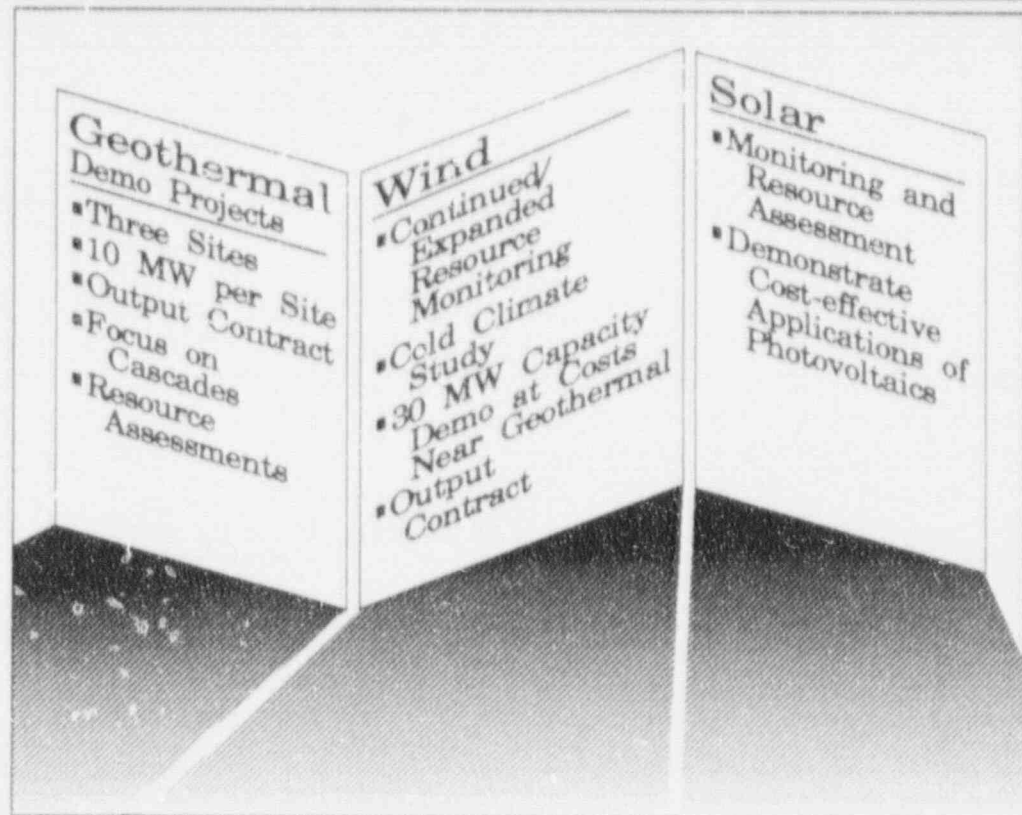 Geothermal
Demo Projects
▪Three Sites
▪10 MW per Site
▪Output Contract
▪Focus on
Cascades
▪Resource
Assessments
Wind
▪Continued/
Expanded
Resource
Monitoring
▪Cold Climate
Study
▪30 MW Capacity
Demo at Costs
Near Geothermal
▪Output
Contract
Solar
▪Monitoring and
Resource
Assessment
▪Demonstrate
Cost-effective
Applications of
Photovoltaics